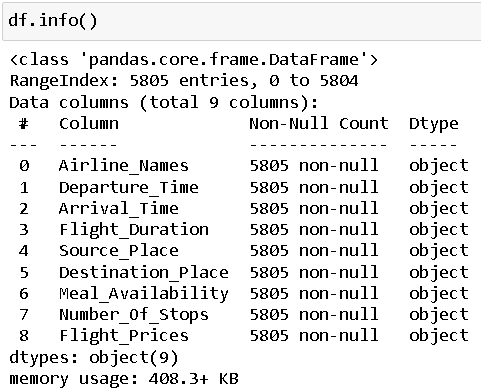 df.info()
<class 'pandas.core.frame.DataFrame'>
RangeIndex: 5805 entries, 0 to 5804
Data columns (total 9 columns):
 #   Column             Non-Null Count  Dtype
---  ------             --------------  -----
 0   Airline_Names      5805 non-null   object
 1   Departure_Time     5805 non-null   object
 2   Arrival_Time       5805 non-null   object
 3   Flight_Duration    5805 non-null   object
 4   Source_Place       5805 non-null   object
 5   Destination_Place  5805 non-null   object
 6   Meal_Availability  5805 non-null   object
 7   Number_Of_Stops    5805 non-null   object
 8   Flight_Prices      5805 non-null   object
dtypes: object(9)
memory usage: 408.3+ KB